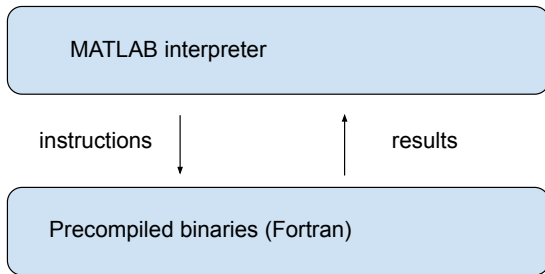 MATLAB interpreter
instructions
results
Precompiled binaries (Fortran)